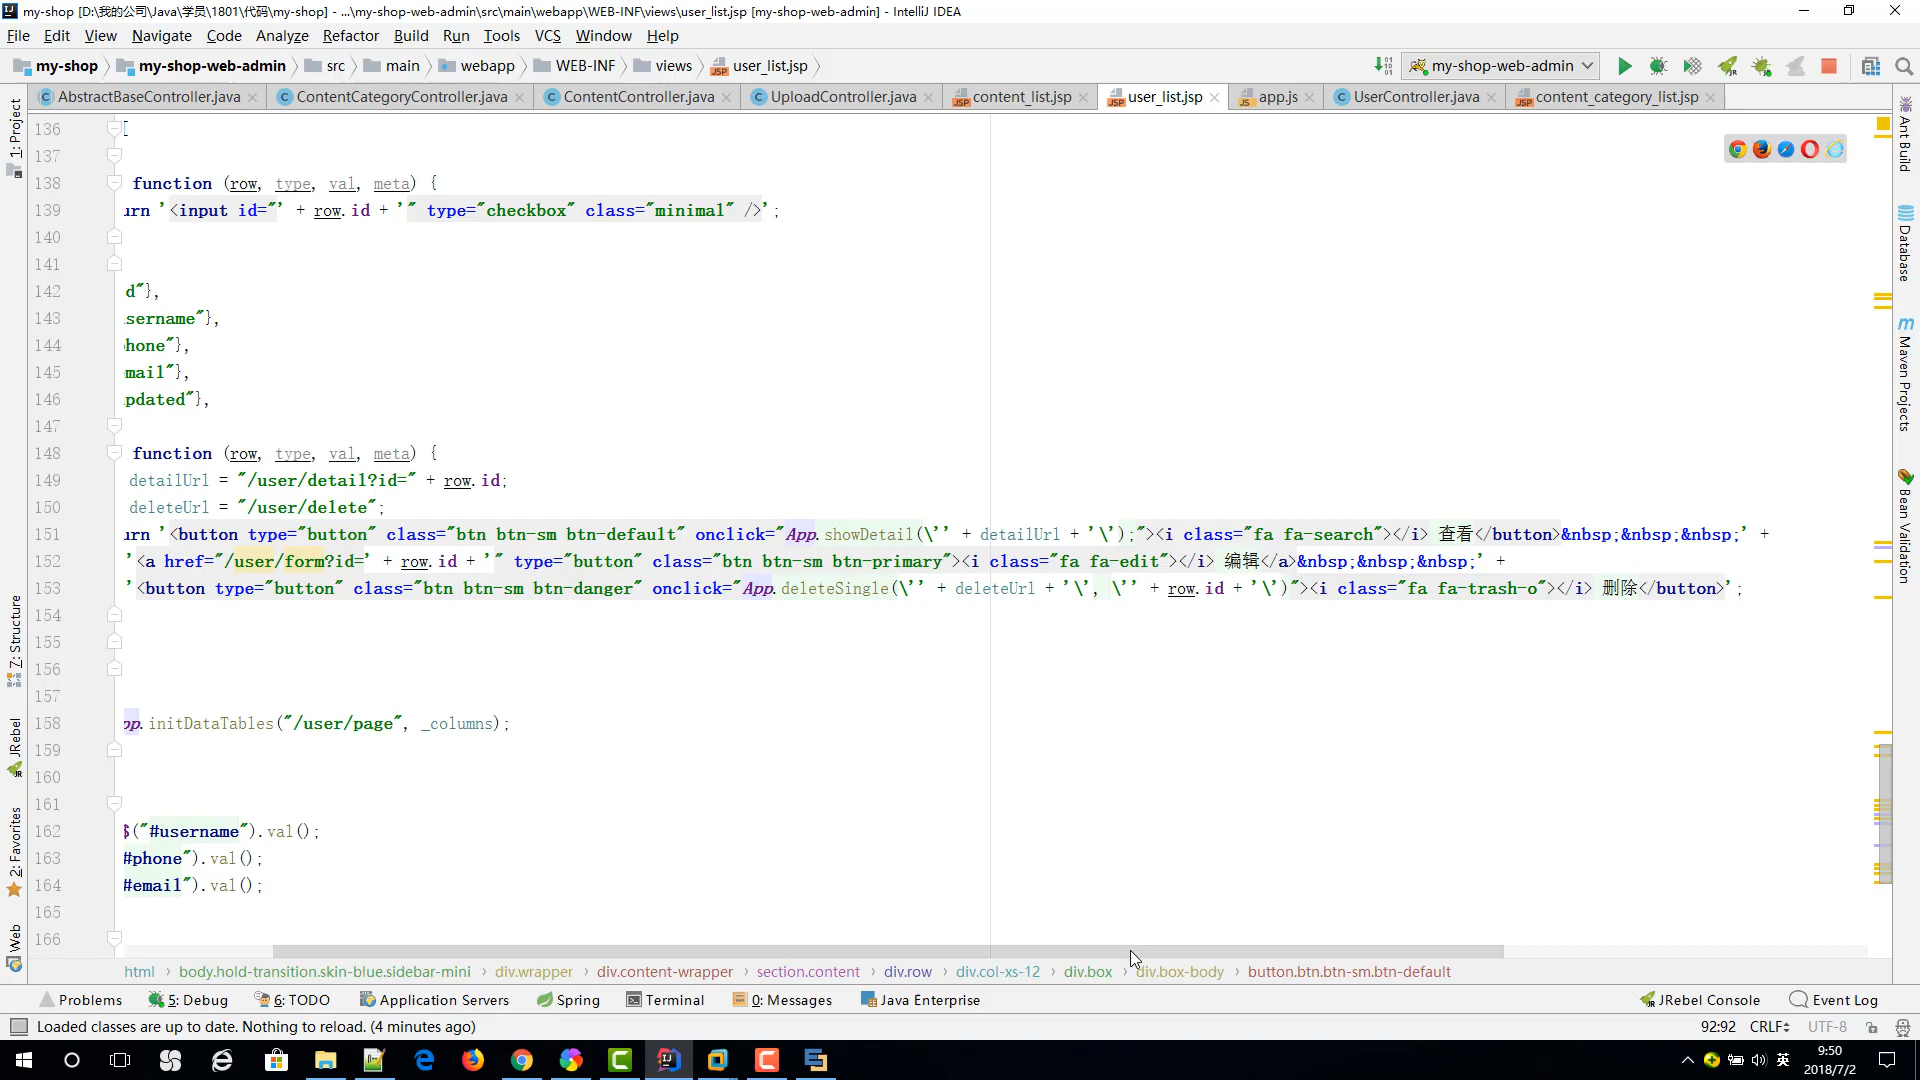 my-shop [D:\我的公司\Java\学员\1801\代码\my-shop] - ...\my-shop-web-admin\src\main\webapp\WEB-INF\views\user_list.jsp [my-shop-web-admin] - IntelliJ IDEA
File Edit View Navigate Code Analyze Refactor Build Run Tools VCS Window Help
my-shop my-shop-web-admin src main webapp WEB-INF views user_list.jsp my-shop-web-admin
AbstractBaseController.java ContentCategoryController.java ContentController.java UploadController.java content_list.jsp user_list.jsp app.js UserController.java content_category_list.jsp
136 [
137
138 function (row, type, val, meta) {
139 urn '<input id="' + row.id + '" type="checkbox" class="minimal" />';
140
141
142 d"},
143 sername"},
144 hone"},
145 mail"},
146 pdated"},
147
148 function (row, type, val, meta) {
149 detailUrl = "/user/detail?id=" + row.id;
150 deleteUrl = "/user/delete";
151 urn '<button type="button" class="btn btn-sm btn-default" onclick="App.showDetail(\'' + detailUrl + '\');"><i class="fa fa-search"></i> 查看</button>&nbsp;&nbsp;&nbsp;' +
152 '<a href="/user/form?id=' + row.id + '" type="button" class="btn btn-sm btn-primary"><i class="fa fa-edit"></i> 编辑</a>&nbsp;&nbsp;&nbsp;' +
153 '<button type="button" class="btn btn-sm btn-danger" onclick="App.deleteSingle(\'' + deleteUrl + '\', \'' + row.id + '\')"><i class="fa fa-trash-o"></i> 删除</button>';
154
155
156
157
158 pp.initDataTables("/user/page", _columns);
159
160
161
162 $("#username").val();
163 #phone").val();
164 #email").val();
165
166
html body.hold-transition.skin-blue.sidebar-mini div.wrapper div.content-wrapper section.content div.row div.col-xs-12 div.box div.box-body button.btn.btn-sm.btn-default
1: Project
7: Structure
JRebel
2: Favorites
Web
Ant Build
Database
Maven Projects
Bean Validation
Problems 5: Debug 6: TODO Application Servers Spring Terminal 0: Messages Java Enterprise JRebel Console Event Log
Loaded classes are up to date. Nothing to reload. (4 minutes ago) 92:92 CRLF UTF-8
英 9:50
2018/7/2